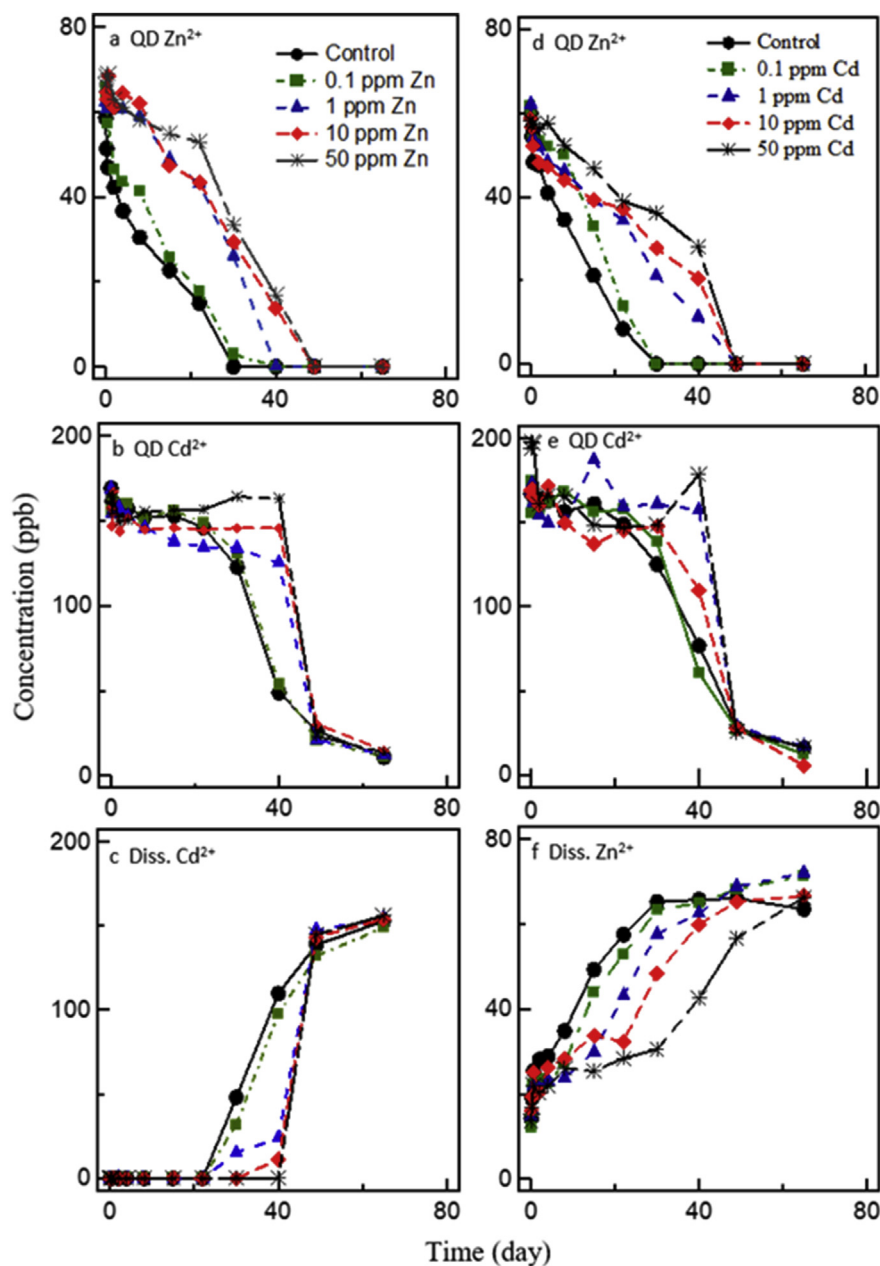 a QD Zn²⁺
Control
0.1 ppm Zn
1 ppm Zn
10 ppm Zn
50 ppm Zn
80
40
0
0 40 80
d QD Zn²⁺
Control
0.1 ppm Cd
1 ppm Cd
10 ppm Cd
50 ppm Cd
80
40
0
0 40 80
b QD Cd²⁺
200
100
0
0 40 80
e QD Cd²⁺
200
100
0
0 40 80
c Diss. Cd²⁺
200
100
0
0 40 80
f Diss. Zn²⁺
80
40
0
0 40 80
Concentration (ppb)
Time (day)